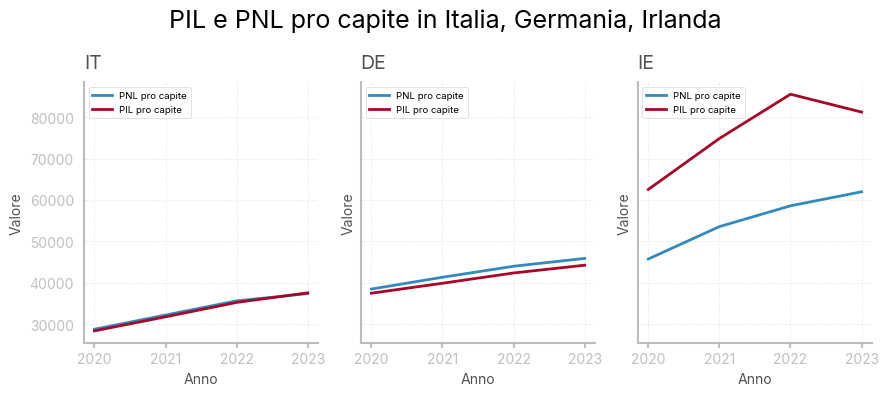 PIL e PNL pro capite in Italia, Germania, Irlanda
IT
PNL pro capite
PIL pro capite
80000
70000
60000
50000
40000
30000
Valore
2020 2021 2022 2023
Anno
DE
PNL pro capite
PIL pro capite
Valore
2020 2021 2022 2023
Anno
IE
PNL pro capite
PIL pro capite
Valore
2020 2021 2022 2023
Anno